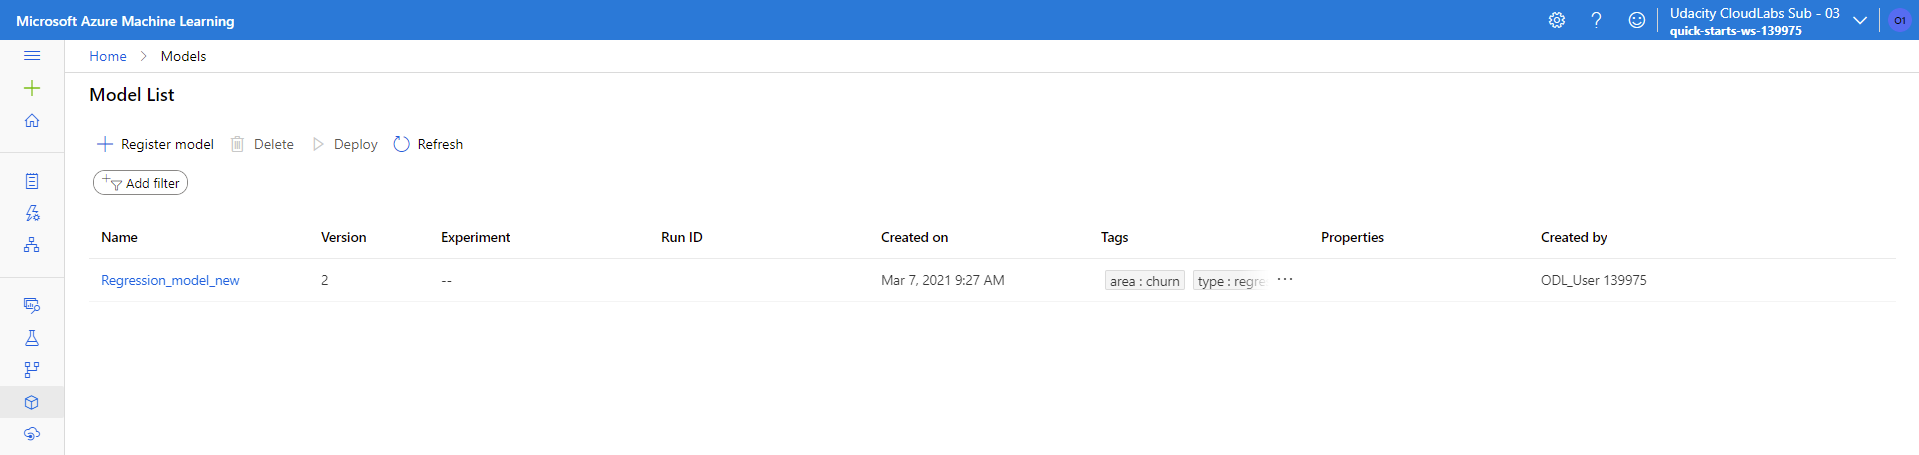 Microsoft Azure Machine Learning
Udacity CloudLabs Sub - 03
quick-starts-ws-139975
O1
Home > Models
Model List
Register model Delete Deploy Refresh
Add filter
Name Version Experiment Run ID Created on Tags Properties Created by
Regression_model_new 2 -- Mar 7, 2021 9:27 AM area : churn type : regre ··· ODL_User 139975